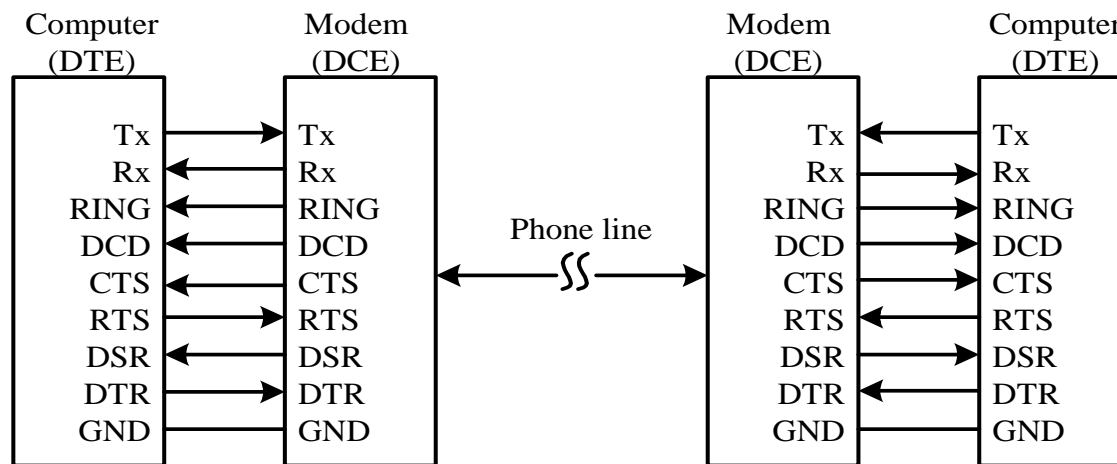 Computer
(DTE)
Modem
(DCE)
Modem
(DCE)
Computer
(DTE)
Tx
Rx
RING
DCD
CTS
RTS
DSR
DTR
GND
Tx
Rx
RING
DCD
CTS
RTS
DSR
DTR
GND
Phone line
Tx
Rx
RING
DCD
CTS
RTS
DSR
DTR
GND
Tx
Rx
RING
DCD
CTS
RTS
DSR
DTR
GND